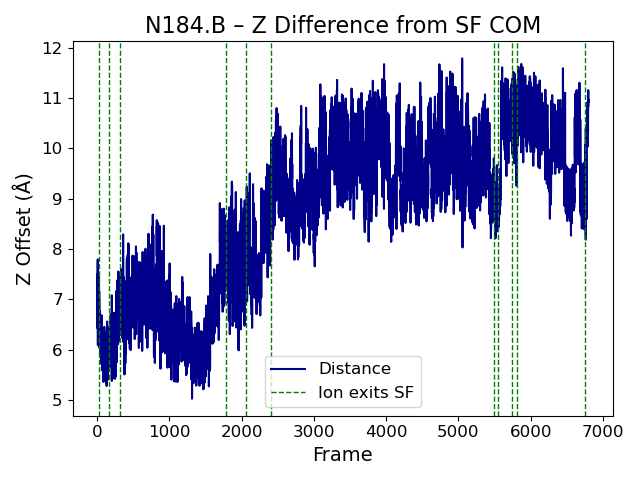 N184.B – Z Difference from SF COM
Z Offset (Å)
12
11
10
9
8
7
6
5
Distance
Ion exits SF
0 1000 2000 3000 4000 5000 6000 7000
Frame